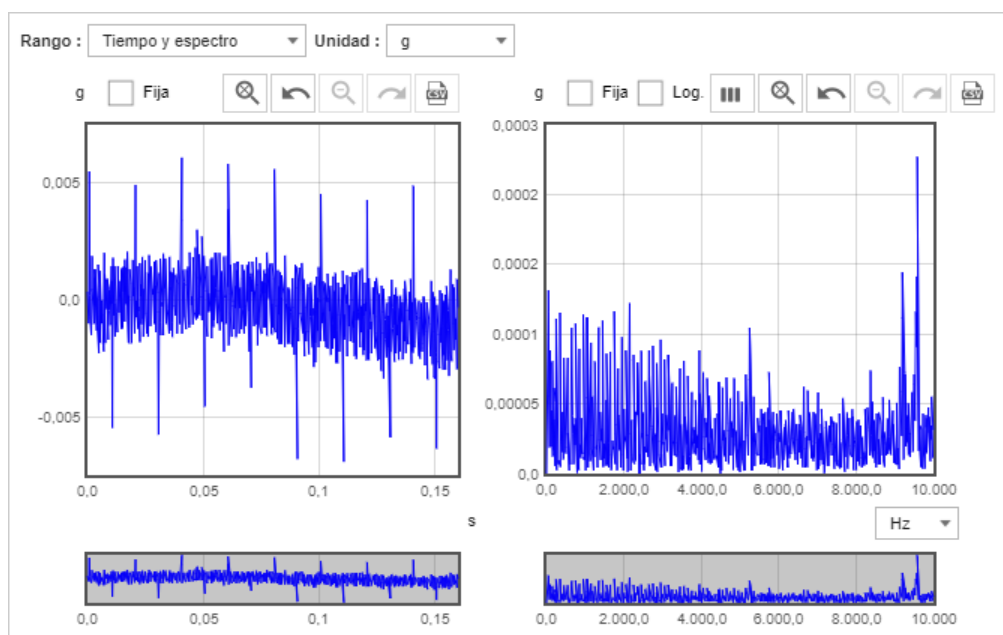 Rango : Tiempo y espectro Unidad : g
g Fija CSV g Fija Log. CSV
0,005
0,0
-0,005
0,0 0,05 0,1 0,15
s
0,0003
0,0002
0,0002
0,0001
0,00005
0,0
0,0 2.000,0 4.000,0 6.000,0 8.000,0 10.000
Hz
0,0 0,05 0,1 0,15
0,0 2.000,0 4.000,0 6.000,0 8.000,0 10.000